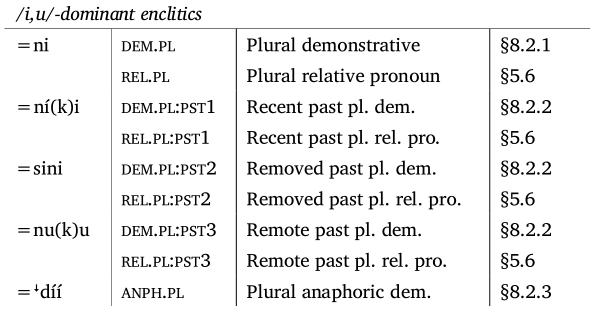 /i,u/-dominant enclitics
=ni DEM.PL Plural demonstrative §8.2.1
REL.PL Plural relative pronoun §5.6
=ní(k)i DEM.PL:PST1 Recent past pl. dem. §8.2.2
REL.PL:PST1 Recent past pl. rel. pro. §5.6
=sini DEM.PL:PST2 Removed past pl. dem. §8.2.2
REL.PL:PST2 Removed past pl. rel. pro. §5.6
=nu(k)u DEM.PL:PST3 Remote past pl. dem. §8.2.2
REL.PL:PST3 Remote past pl. rel. pro. §5.6
=ꜜdíí ANPH.PL Plural anaphoric dem. §8.2.3